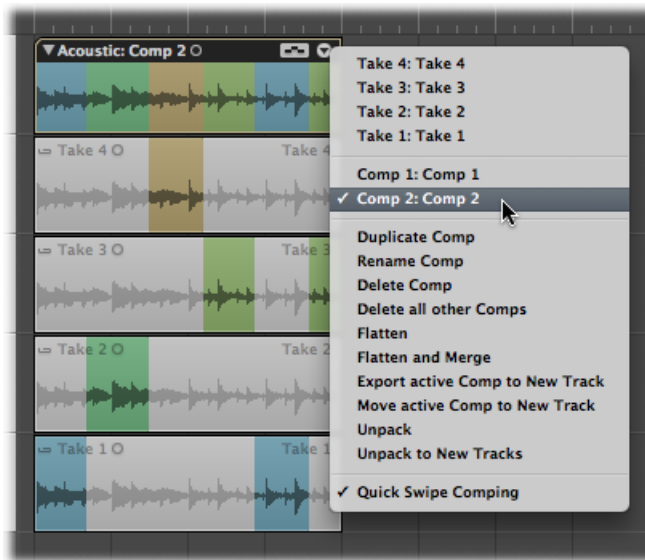 Acoustic: Comp 2
Take 4: Take 4
Take 3: Take 3
Take 2: Take 2
Take 1: Take 1
Comp 1: Comp 1
✓ Comp 2: Comp 2
Duplicate Comp
Rename Comp
Delete Comp
Delete all other Comps
Flatten
Flatten and Merge
Export active Comp to New Track
Move active Comp to New Track
Unpack
Unpack to New Tracks
✓ Quick Swipe Comping
Take 4 Take 4
Take 3 Take 3
Take 2 Take 2
Take 1 Take 1